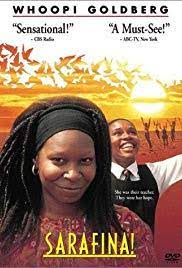 WHOOPI GOLDBERG
"Sensational!"
– CBS Radio
"A Must-See!"
– ABC-TV, New York
She was their teacher.
They were her hope.
SARAFINA!
DVD